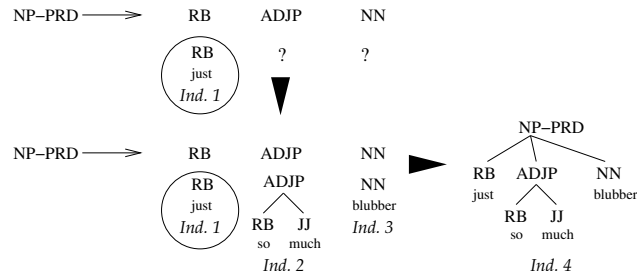 NP–PRD RB ADJP NN
RB ? ?
just
Ind. 1
NP–PRD RB ADJP NN
RB ADJP NN
just blubber
Ind. 1 RB JJ Ind. 3
so much
Ind. 2
NP–PRD
RB ADJP NN
just blubber
RB JJ
so much
Ind. 4